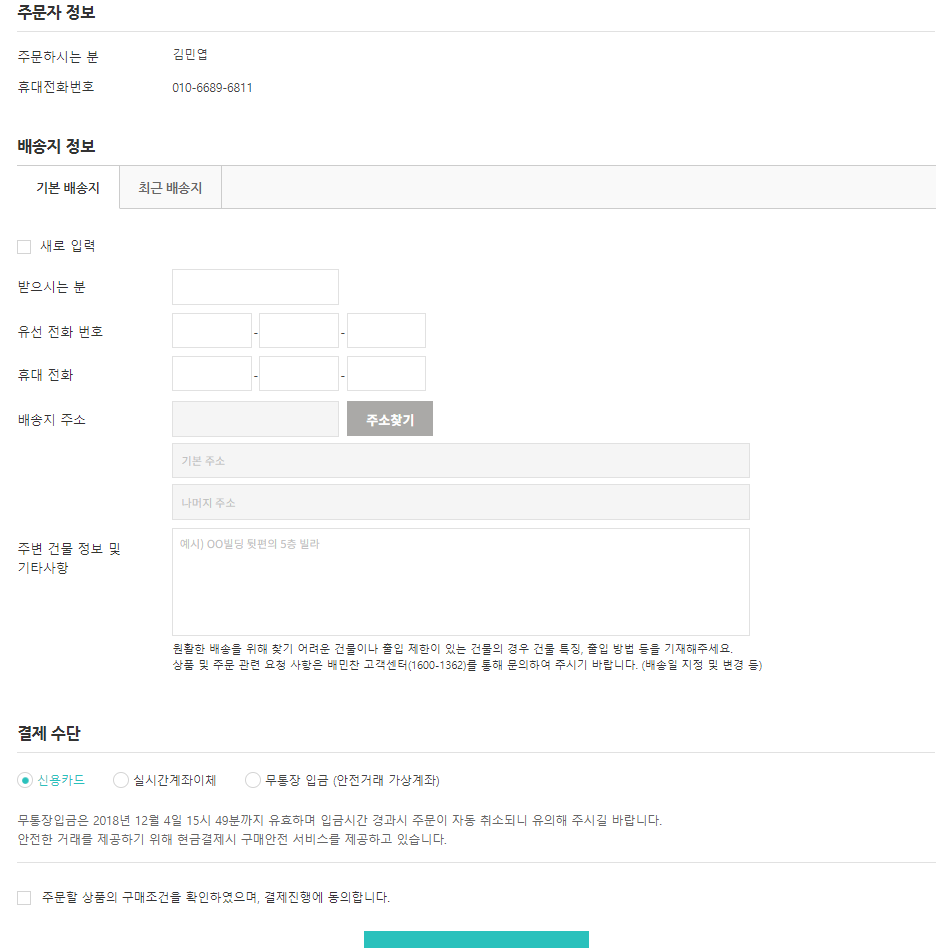 주문자 정보
주문하시는 분 김민엽
휴대전화번호 010-6689-6811
배송지 정보
기본 배송지 최근 배송지
새로 입력
받으시는 분
유선 전화 번호 - -
휴대 전화 - -
배송지 주소 주소찾기
기본 주소
나머지 주소
주변 건물 정보 및
기타사항
예시) OO빌딩 뒷편의 5층 빌라
원활한 배송을 위해 찾기 어려운 건물이나 출입 제한이 있는 건물의 경우 건물 특징, 출입 방법 등을 기재해주세요.
상품 및 주문 관련 요청 사항은 배민찬 고객센터(1600-1362)를 통해 문의하여 주시기 바랍니다. (배송일 지정 및 변경 등)
결제 수단
신용카드 실시간계좌이체 무통장 입금 (안전거래 가상계좌)
무통장입금은 2018년 12월 4일 15시 49분까지 유효하며 입금시간 경과시 주문이 자동 취소되니 유의해 주시길 바랍니다.
안전한 거래를 제공하기 위해 현금결제시 구매안전 서비스를 제공하고 있습니다.
주문할 상품의 구매조건을 확인하였으며, 결제진행에 동의합니다.